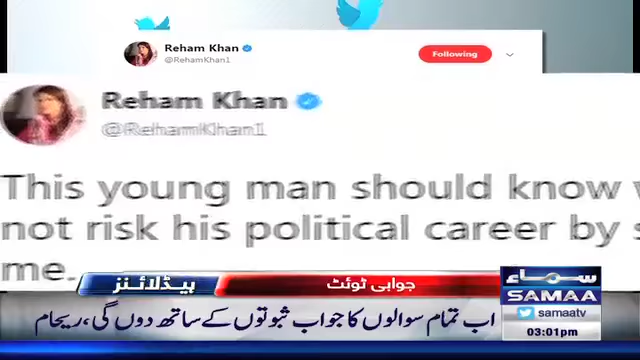 Reham Khan
@RehamKhan1
Following
Reham Khan
@RehamKhan1
This young man should know
not risk his political career by s
me.
ہیڈلائنز
جوابی ٹوئٹ
اب تمام سوالوں کا جواب ثبوتوں کے ساتھ دوں گی، ریحام
سماء
SAMAA
samaatv
03:01pm